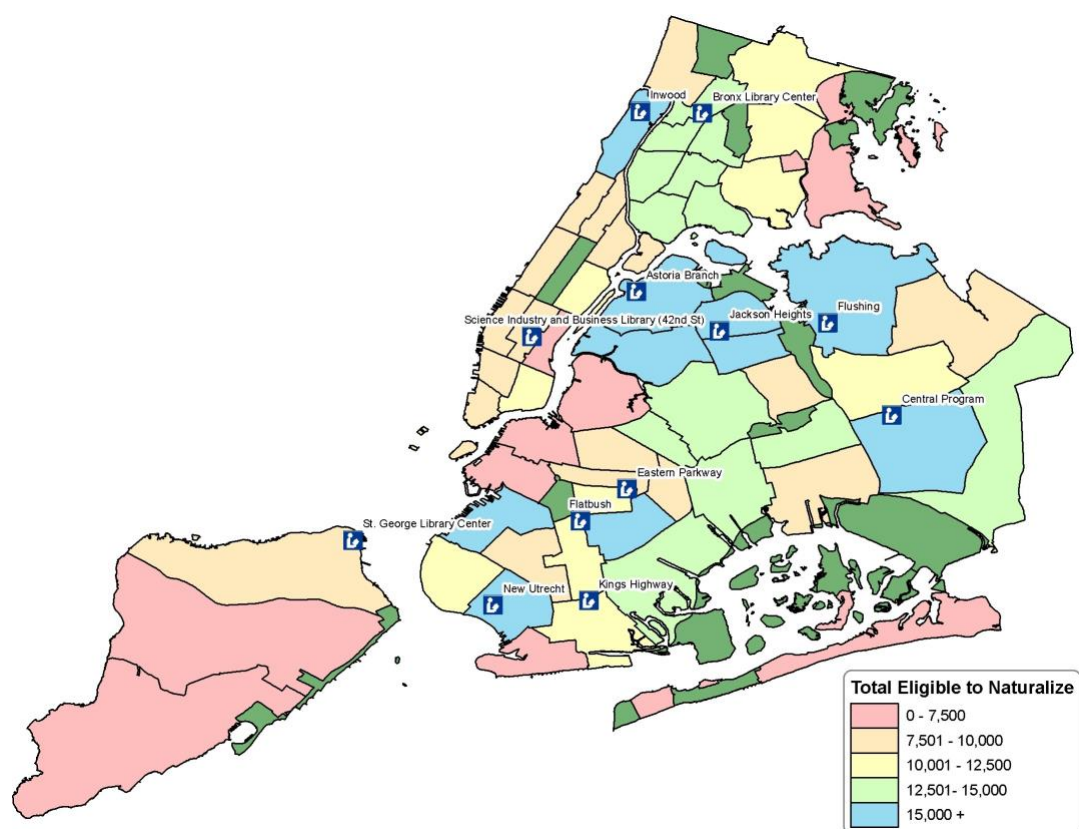 Inwood
Bronx Library Center
Astoria Branch
Science Industry and Business Library (42nd St)
Jackson Heights
Flushing
Central Program
Eastern Parkway
Flatbush
St. George Library Center
New Utrecht
Kings Highway
Total Eligible to Naturalize
0 - 7,500
7,501 - 10,000
10,001 - 12,500
12,501- 15,000
15,000 +